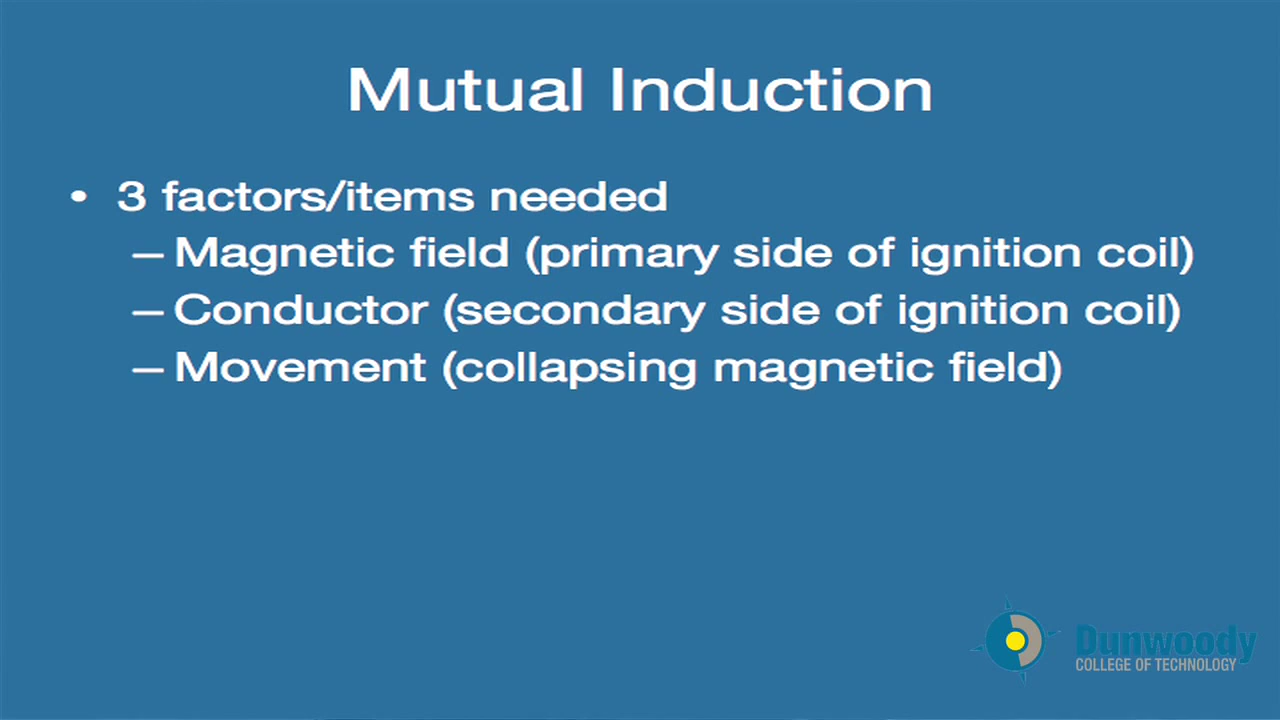 Mutual Induction
• 3 factors/items needed
– Magnetic field (primary side of ignition coil)
– Conductor (secondary side of ignition coil)
– Movement (collapsing magnetic field)
Dunwoody
COLLEGE OF TECHNOLOGY